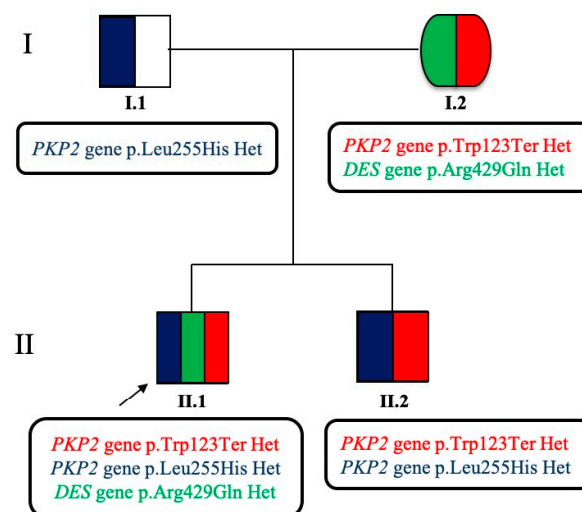 I
I.1
I.2
PKP2 gene p.Leu255His Het
PKP2 gene p.Trp123Ter Het
DES gene p.Arg429Gln Het
II
II.1
II.2
PKP2 gene p.Trp123Ter Het
PKP2 gene p.Leu255His Het
DES gene p.Arg429Gln Het
PKP2 gene p.Trp123Ter Het
PKP2 gene p.Leu255His Het